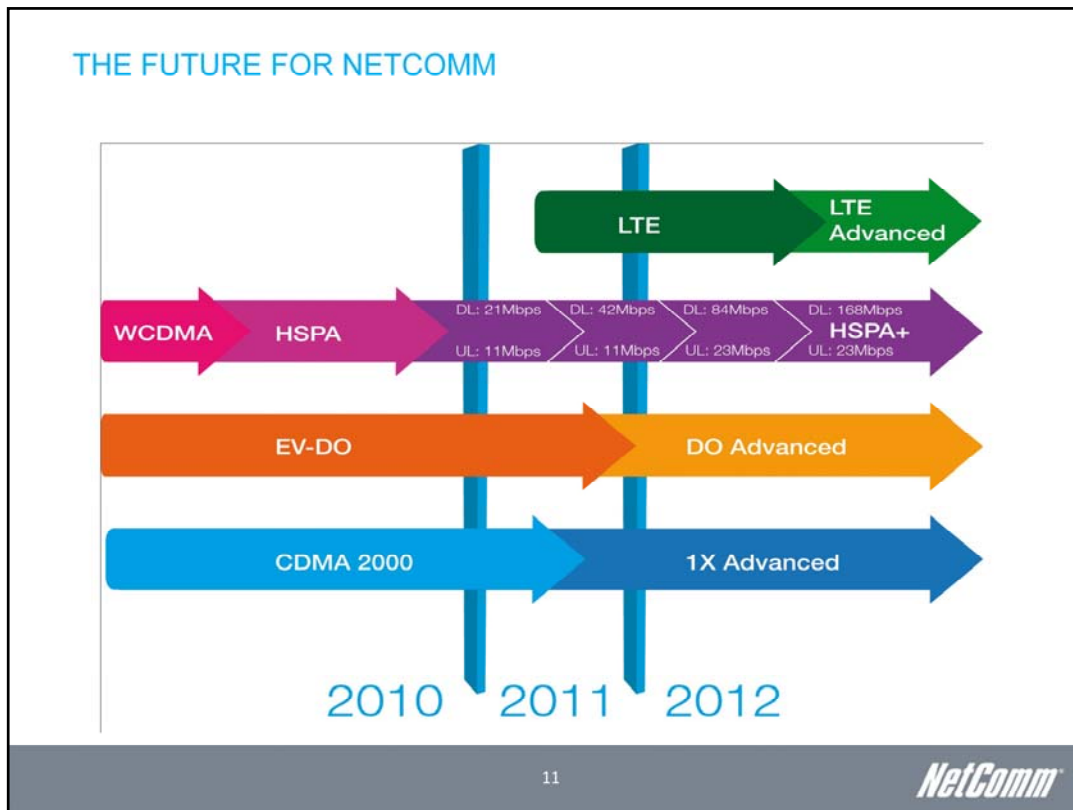 THE FUTURE FOR NETCOMM
LTE
LTE
Advanced
WCDMA
HSPA
DL: 21Mbps
UL: 11Mbps
DL: 42Mbps
UL: 11Mbps
DL: 84Mbps
UL: 23Mbps
DL: 168Mbps
HSPA+
UL: 23Mbps
EV-DO
DO Advanced
CDMA 2000
1X Advanced
2010
2011
2012
11
NetComm